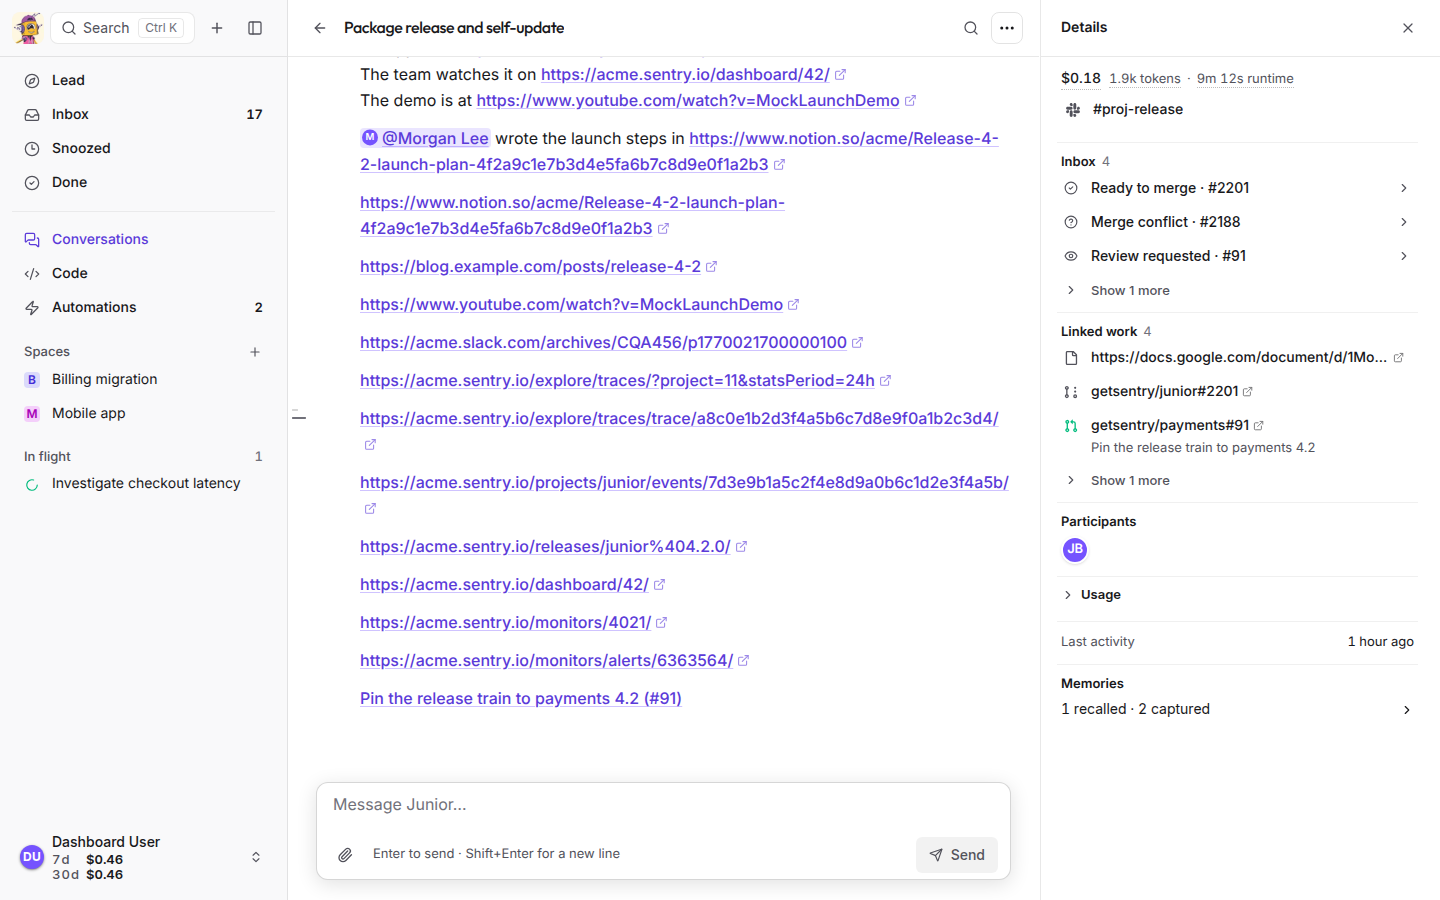 Search Ctrl K
Lead
Inbox 17
Snoozed
Done
Conversations
Code
Automations 2
Spaces
B Billing migration
M Mobile app
In flight 1
Investigate checkout latency
DU Dashboard User
7d $0.46
30d $0.46
Package release and self-update
The team watches it on https://acme.sentry.io/dashboard/42/
The demo is at https://www.youtube.com/watch?v=MockLaunchDemo
M @Morgan Lee wrote the launch steps in https://www.notion.so/acme/Release-4-
2-launch-plan-4f2a9c1e7b3d4e5fa6b7c8d9e0f1a2b3
https://www.notion.so/acme/Release-4-2-launch-plan-
4f2a9c1e7b3d4e5fa6b7c8d9e0f1a2b3
https://blog.example.com/posts/release-4-2
https://www.youtube.com/watch?v=MockLaunchDemo
https://acme.slack.com/archives/CQA456/p1770021700000100
https://acme.sentry.io/explore/traces/?project=11&statsPeriod=24h
https://acme.sentry.io/explore/traces/trace/a8c0e1b2d3f4a5b6c7d8e9f0a1b2c3d4/
https://acme.sentry.io/projects/junior/events/7d3e9b1a5c2f4e8d9a0b6c1d2e3f4a5b/
https://acme.sentry.io/releases/junior%404.2.0/
https://acme.sentry.io/dashboard/42/
https://acme.sentry.io/monitors/4021/
https://acme.sentry.io/monitors/alerts/6363564/
Pin the release train to payments 4.2 (#91)
Message Junior...
Enter to send · Shift+Enter for a new line
Send
Details
$0.18 1.9k tokens · 9m 12s runtime
#proj-release
Inbox 4
Ready to merge · #2201
Merge conflict · #2188
Review requested · #91
Show 1 more
Linked work 4
https://docs.google.com/document/d/1Mo...
getsentry/junior#2201
getsentry/payments#91
Pin the release train to payments 4.2
Show 1 more
Participants
JB
Usage
Last activity 1 hour ago
Memories
1 recalled · 2 captured